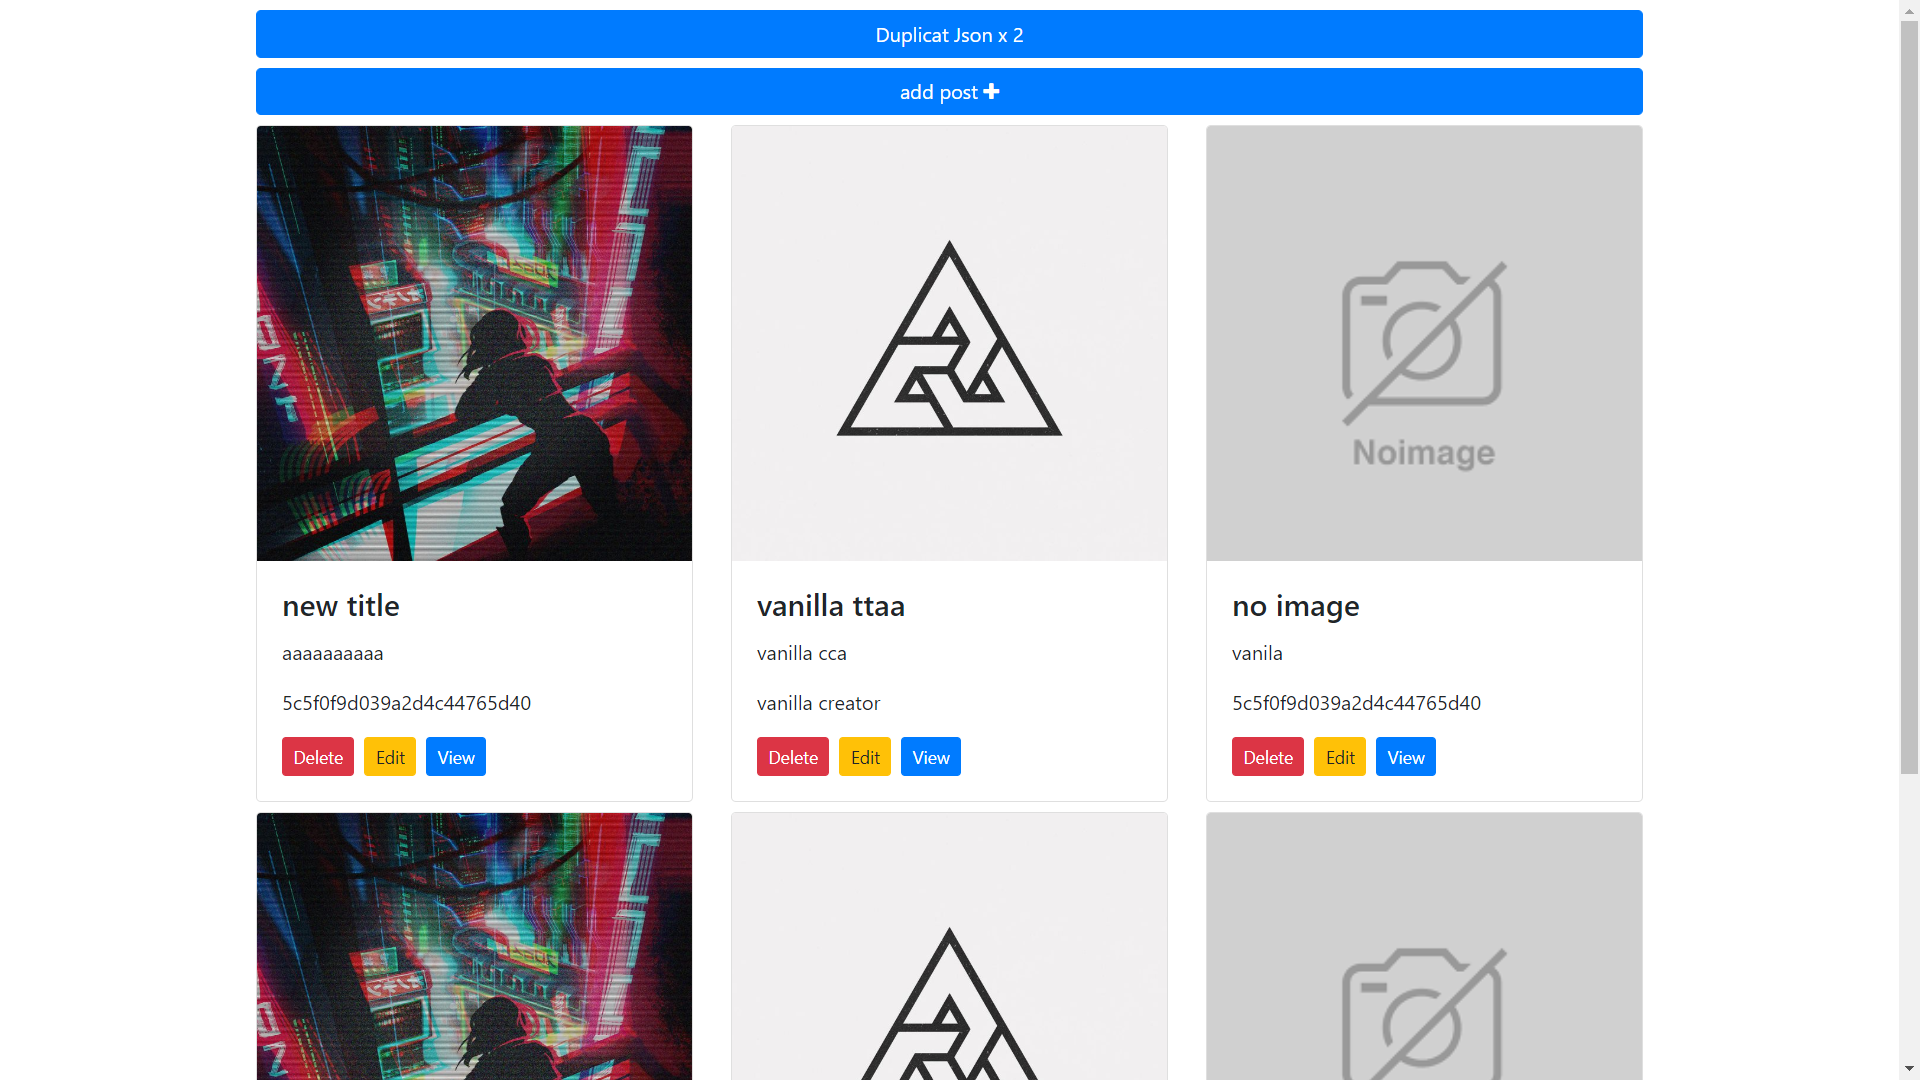 Duplicat Json x 2
add post
Noimage
new title
aaaaaaaaaa
5c5f0f9d039a2d4c44765d40
Delete Edit View
vanilla ttaa
vanilla cca
vanilla creator
Delete Edit View
no image
vanila
5c5f0f9d039a2d4c44765d40
Delete Edit View